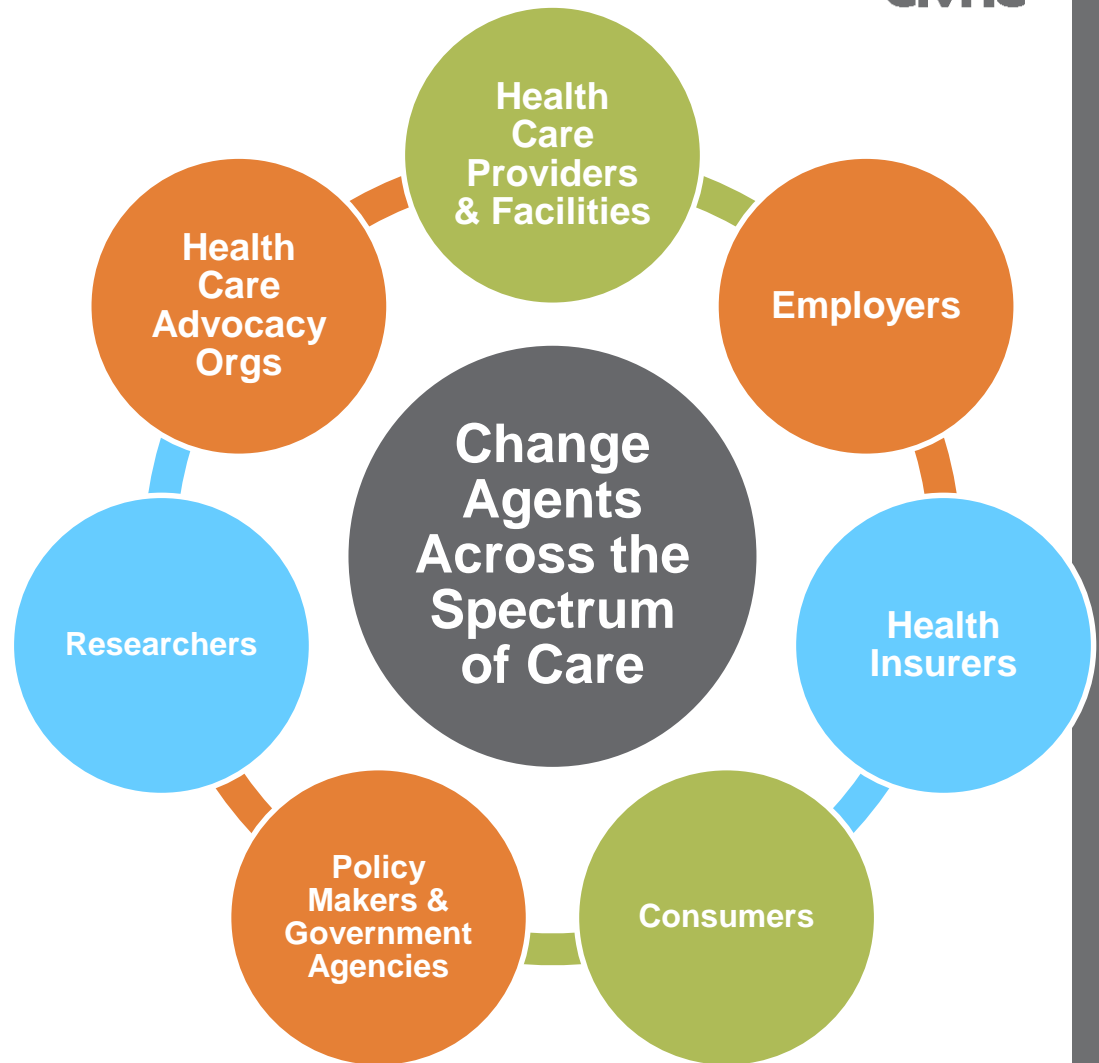 Health
Care
Providers
& Facilities
Employers
Health
Insurers
Consumers
Policy
Makers &
Government
Agencies
Researchers
Health
Care
Advocacy
Orgs
Change
Agents
Across the
Spectrum
of Care